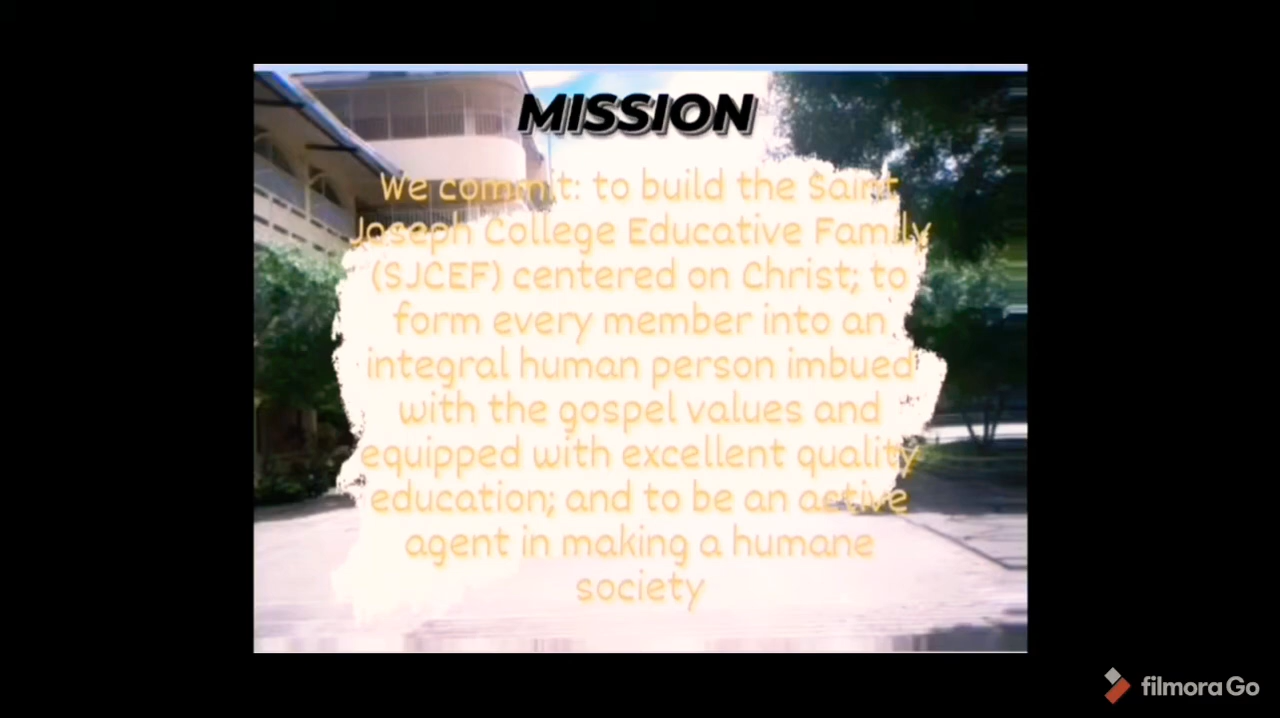 MISSION
We commit: to build the Saint
Joseph College Educative Family
(SJCEF) centered on Christ; to
form every member into an
integral human person imbued
with the gospel values and
equipped with excellent quality
education; and to be an active
agent in making a humane
society
filmoraGo